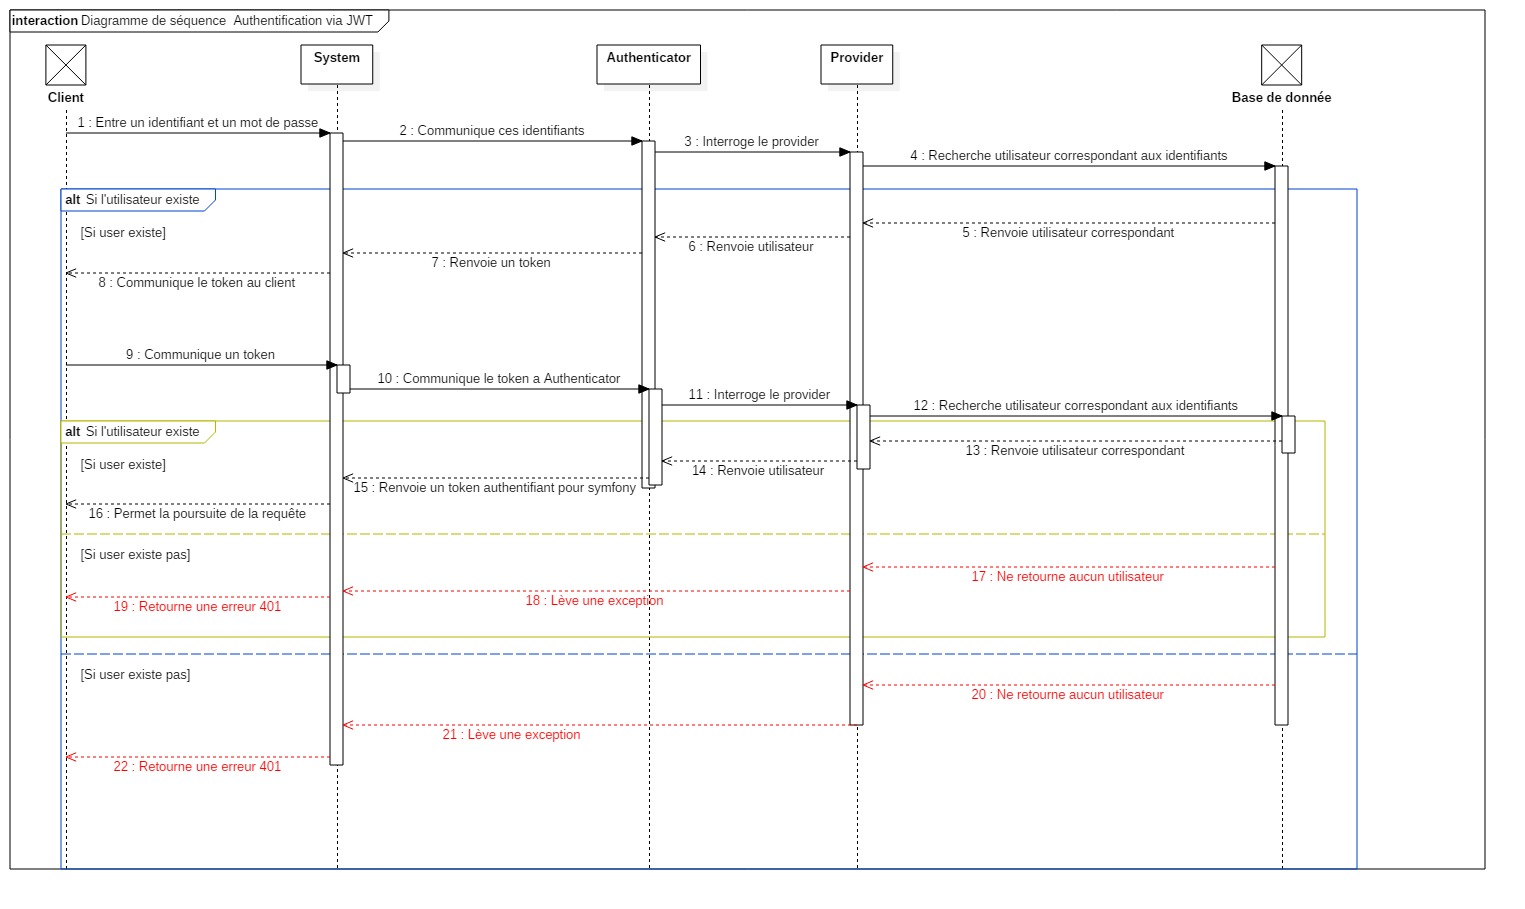 interaction Diagramme de séquence Authentification via JWT
System
Authenticator
Provider
Client
Base de donnée
1 : Entre un identifiant et un mot de passe
2 : Communique ces identifiants
3 : Interroge le provider
4 : Recherche utilisateur correspondant aux identifiants
alt Si l'utilisateur existe
[Si user existe]
5 : Renvoie utilisateur correspondant
6 : Renvoie utilisateur
7 : Renvoie un token
8 : Communique le token au client
9 : Communique un token
10 : Communique le token a Authenticator
11 : Interroge le provider
12 : Recherche utilisateur correspondant aux identifiants
alt Si l'utilisateur existe
[Si user existe]
13 : Renvoie utilisateur correspondant
14 : Renvoie utilisateur
15 : Renvoie un token authentifiant pour symfony
16 : Permet la poursuite de la requête
[Si user existe pas]
17 : Ne retourne aucun utilisateur
18 : Lève une exception
19 : Retourne une erreur 401
[Si user existe pas]
20 : Ne retourne aucun utilisateur
21 : Lève une exception
22 : Retourne une erreur 401